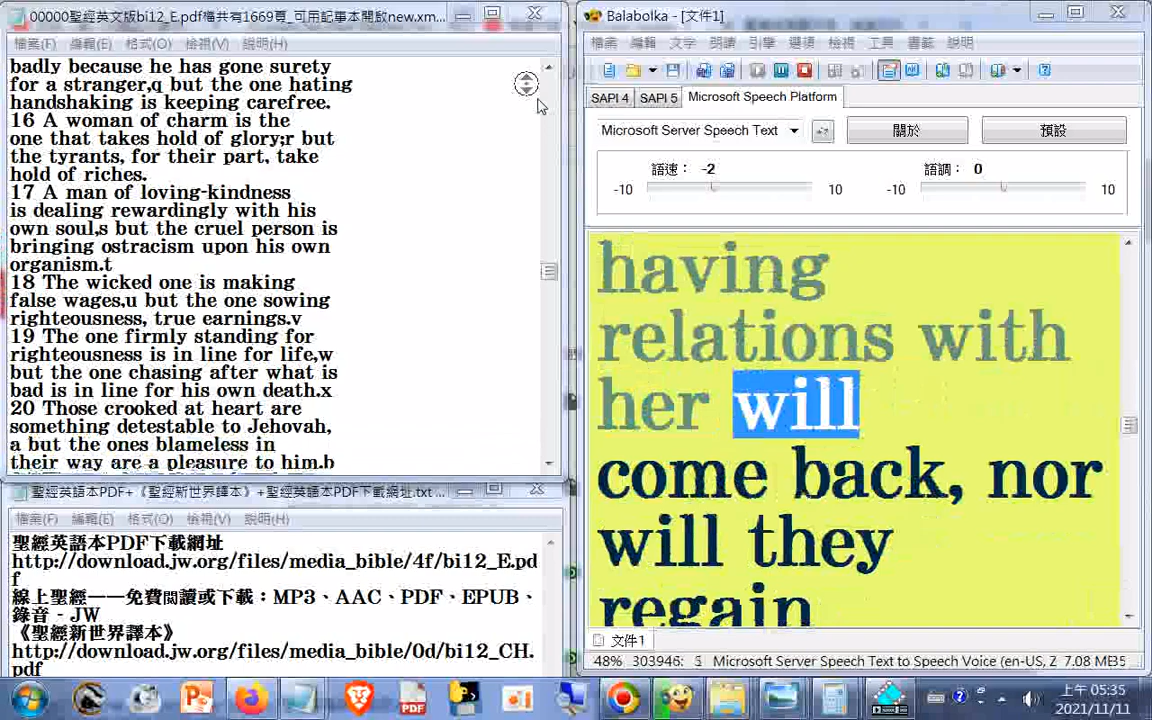 00000聖經英文版bi12_E.pdf檔共有1669頁_可用記事本開啟new.xm...
檔案(F) 編輯(E) 格式(O) 檢視(V) 說明(H)
badly because he has gone surety
for a stranger,q but the one hating
handshaking is keeping carefree.
16 A woman of charm is the
one that takes hold of glory;r but
the tyrants, for their part, take
hold of riches.
17 A man of loving-kindness
is dealing rewardingly with his
own soul,s but the cruel person is
bringing ostracism upon his own
organism.t
18 The wicked one is making
false wages,u but the one sowing
righteousness, true earnings.v
19 The one firmly standing for
righteousness is in line for life,w
but the one chasing after what is
bad is in line for his own death.x
20 Those crooked at heart are
something detestable to Jehovah,
a but the ones blameless in
their way are a pleasure to him.b
聖經英語本PDF+《聖經新世界譯本》+聖經英語本PDF下載網址.txt ...
檔案(F) 編輯(E) 格式(O) 檢視(V) 說明(H)
聖經英語本PDF下載網址
http://download.jw.org/files/media_bible/4f/bi12_E.pd
f
線上聖經──免費閱讀或下載：MP3、AAC、PDF、EPUB、
錄音 - JW
《聖經新世界譯本》
http://download.jw.org/files/media_bible/0d/bi12_CH.
pdf
Balabolka - [文件1]
檔案 編輯 文字 朗讀 引擎 選項 檢視 工具 書籤 說明
SAPI 4 SAPI 5 Microsoft Speech Platform
Microsoft Server Speech Text 關於 預設
語速： -2 語調： 0
-10 10 -10 10
having
relations with
her will
come back, nor
will they
regain
文件1
48% 303946: Microsoft Server Speech Text to Speech Voice (en-US, Z 7.08 MB
PDF
上午 05:35
2021/11/11